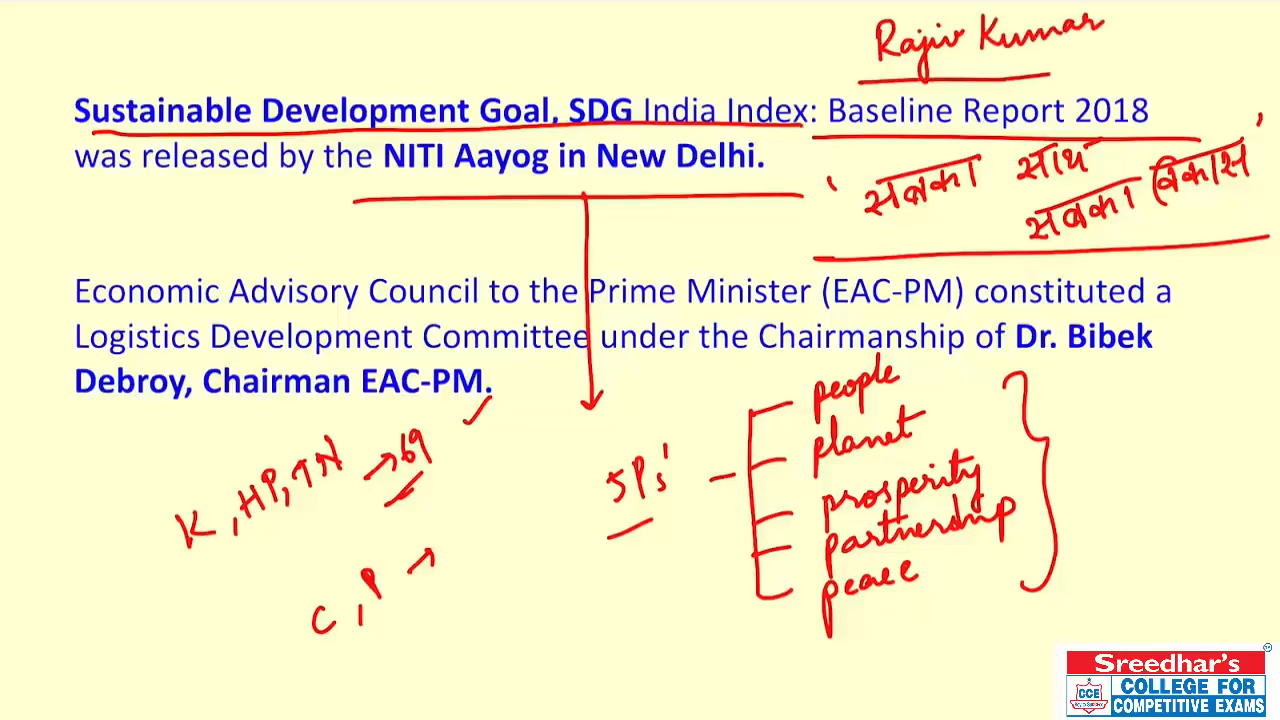 Rajiv Kumar
Sustainable Development Goal, SDG India Index: Baseline Report 2018
was released by the NITI Aayog in New Delhi.
'सबका साथ
सबका विकास'
Economic Advisory Council to the Prime Minister (EAC-PM) constituted a
Logistics Development Committee under the Chairmanship of Dr. Bibek
Debroy, Chairman EAC-PM.
K, HP, TN → 69
C, P →
5Ps'
people
planet
prosperity
partnership
peace
Sreedhar's
CCE
COLLEGE FOR
COMPETITIVE EXAMS